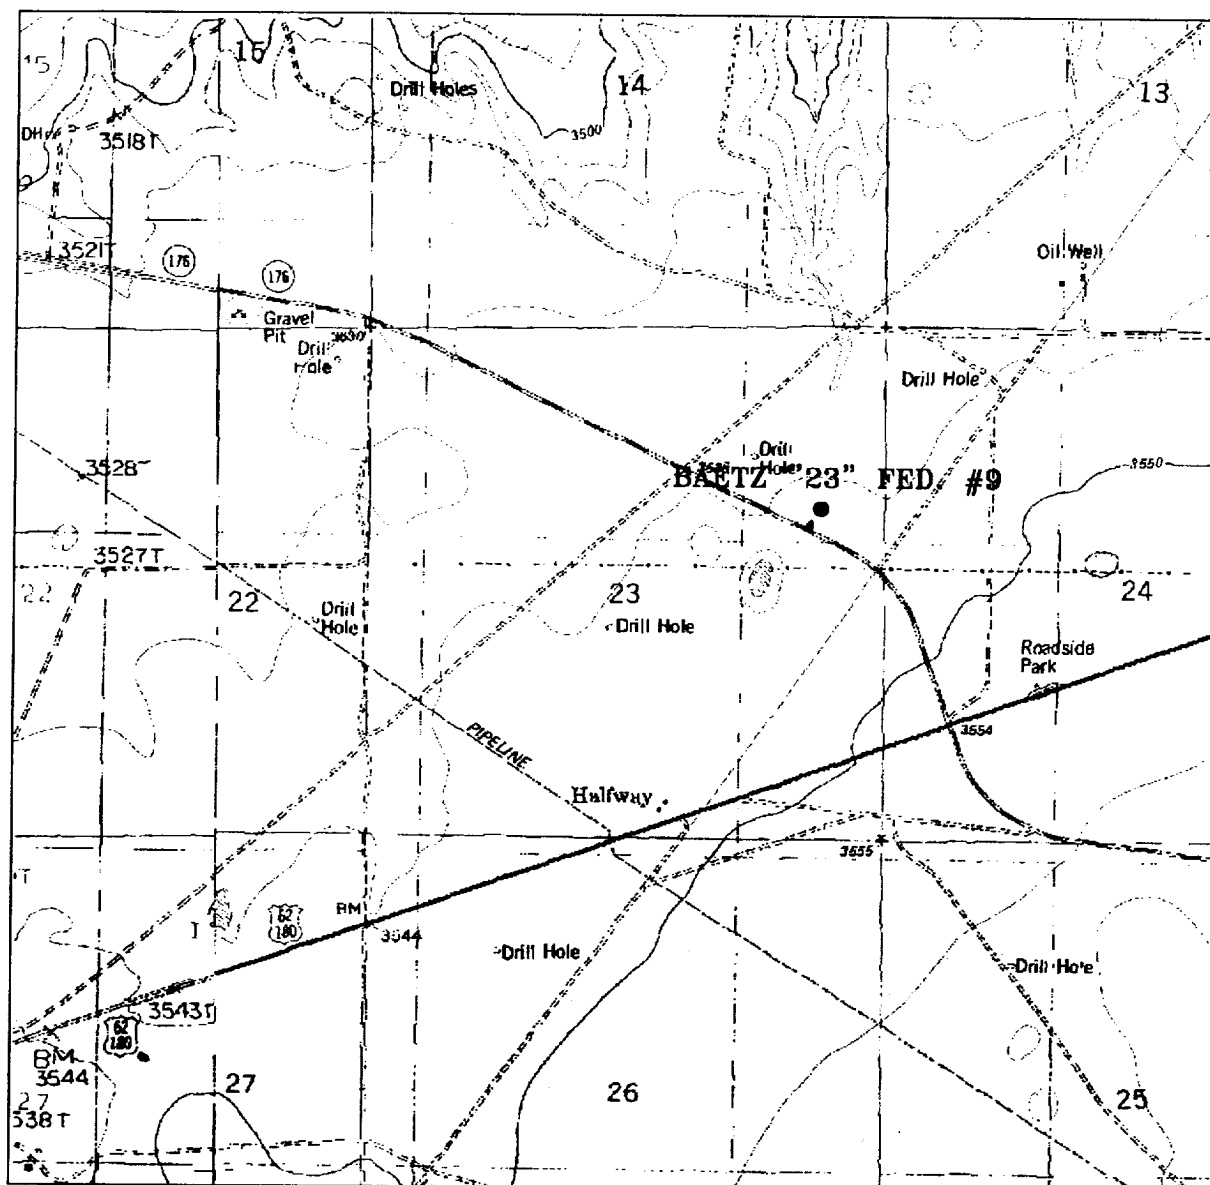 15
15
14
13
Drill Holes
DH
3518T
3500
3521T
176
176
Oil Well
Gravel
Pit
3530
Drill
Hole
Drill Hole
3528T
Drill
Hole
3550
BAETZ "23" FED. #9
3527T
22
22
23
24
Drill
Hole
Drill Hole
Roadside
Park
PIPELINE
3554
Halfway
3555
T
BM
62
180
3544
Drill Hole
Drill Hole
3543T
62
180
BM
3544
27
27
26
25
538T